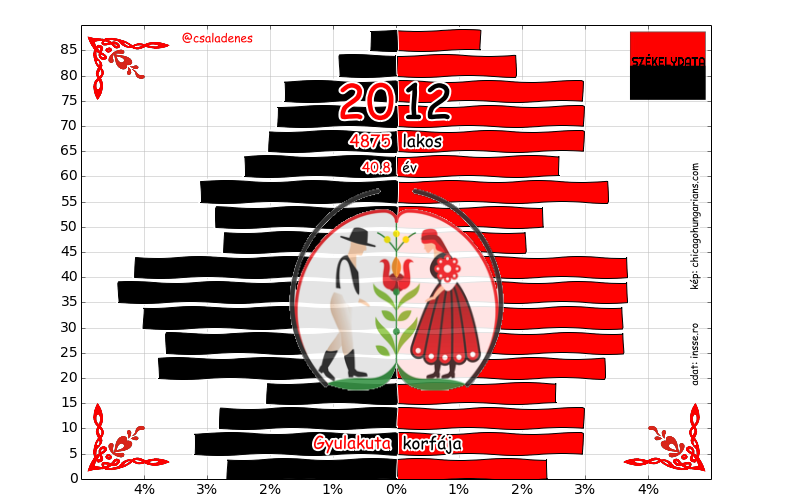 @csaladenes
SZÉKELYDATA
2012
4875 lakos
40.8 év
kép: chicagohungarians.com
adat: insse.ro
Gyulakuta korfája
85
80
75
70
65
60
55
50
45
40
35
30
25
20
15
10
5
0
4% 3% 2% 1% 0% 1% 2% 3% 4%